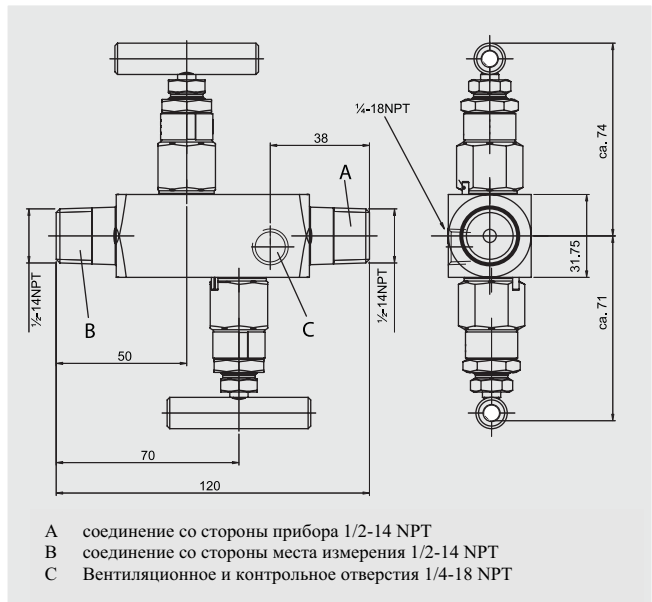 ¼-18NPT
ca. 74
38
A
31.75
½-14NPT
½-14NPT
B
C
ca. 71
50
70
120
A соединение со стороны прибора 1/2-14 NPT
B соединение со стороны места измерения 1/2-14 NPT
C Вентиляционное и контрольное отверстия 1/4-18 NPT